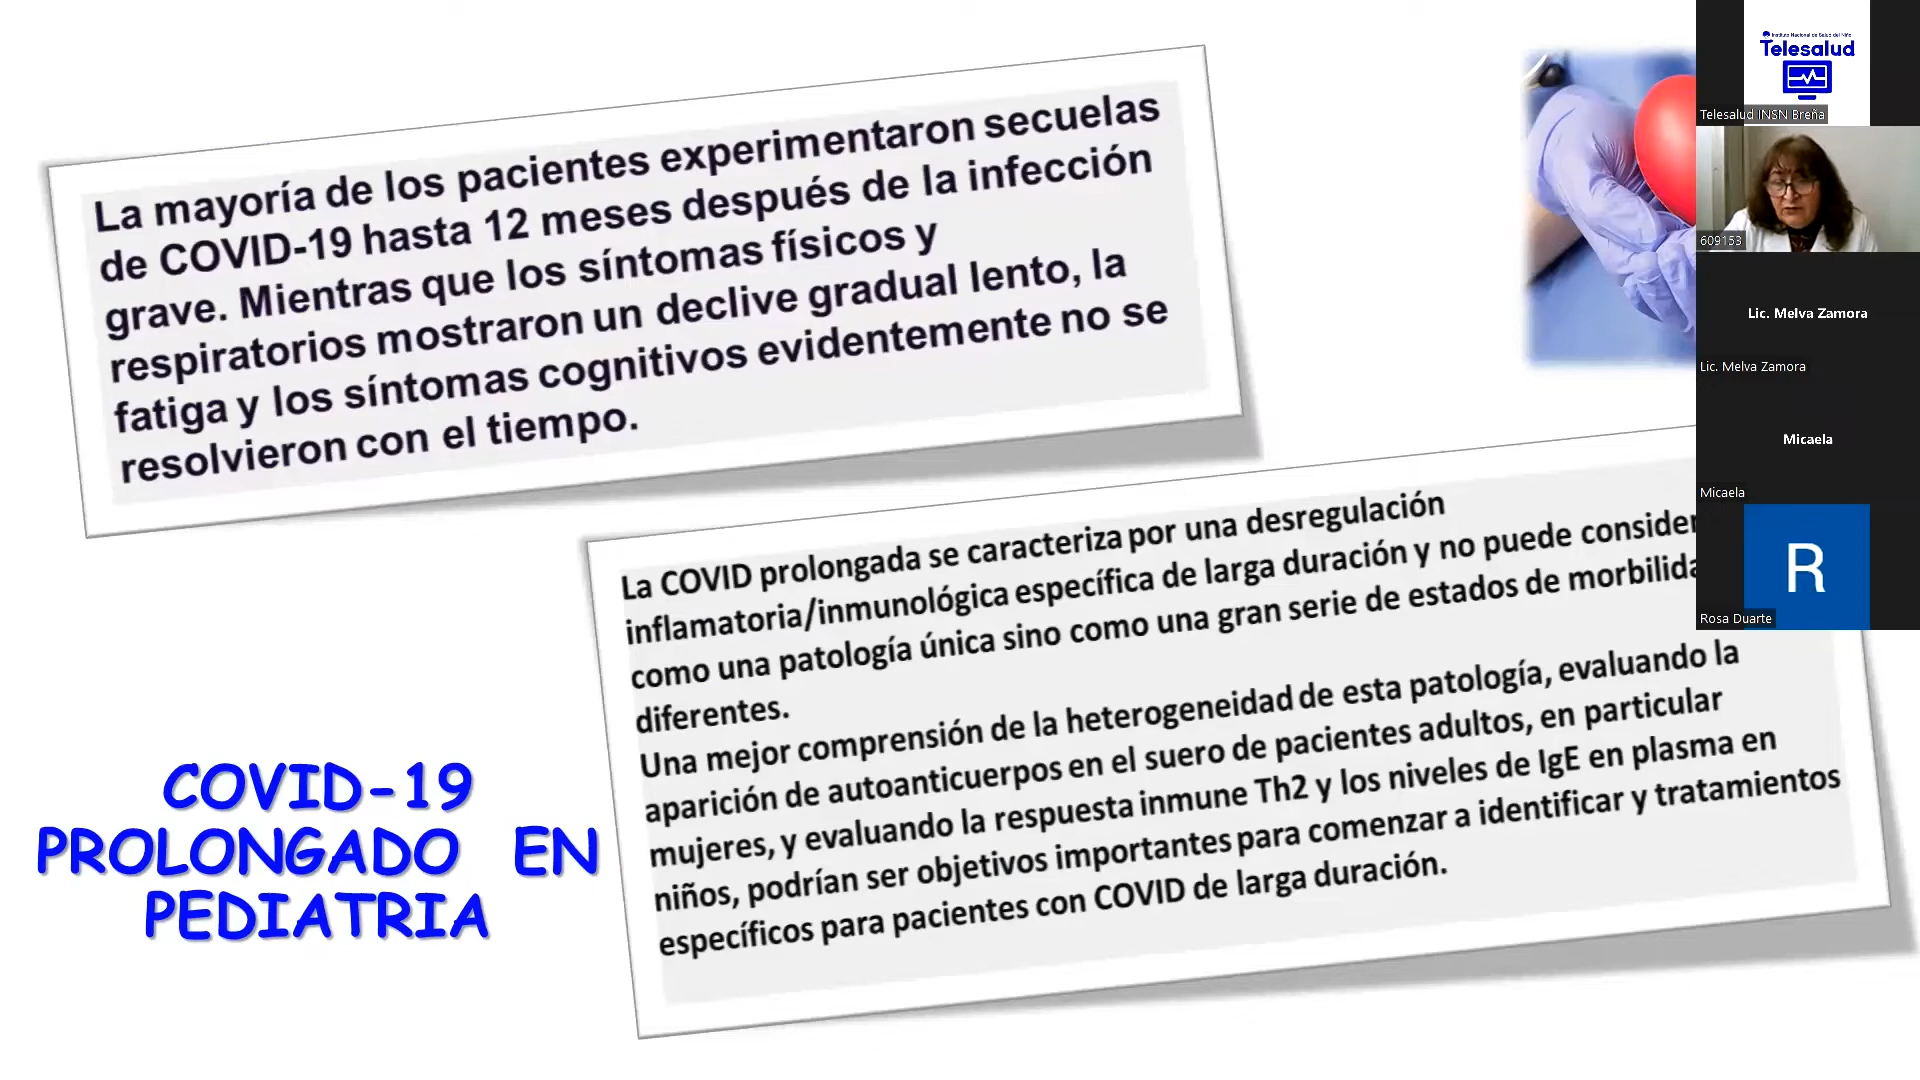 La mayoría de los pacientes experimentaron secuelas
de COVID-19 hasta 12 meses después de la infección
grave. Mientras que los síntomas físicos y
respiratorios mostraron un declive gradual lento, la
fatiga y los síntomas cognitivos evidentemente no se
resolvieron con el tiempo.
La COVID prolongada se caracteriza por una desregulación
inflamatoria/inmunológica específica de larga duración y no puede
como una patología única sino como una gran serie de estados de
diferentes.
Una mejor comprensión de la heterogeneidad de esta patología, evaluando la
aparición de autoanticuerpos en el suero de pacientes adultos, en particular
mujeres, y evaluando la respuesta inmune Th2 y los niveles de IgE en plasma en
niños, podrían ser objetivos importantes para comenzar a identificar y tratamientos
específicos para pacientes con COVID de larga duración.
COVID-19
PROLONGADO EN
PEDIATRIA
Instituto Nacional de Salud del Niño
Telesalud
Telesalud INSN Breña
609153
Lic. Melva Zamora
Lic. Melva Zamora
Micaela
Micaela
R
Rosa Duarte